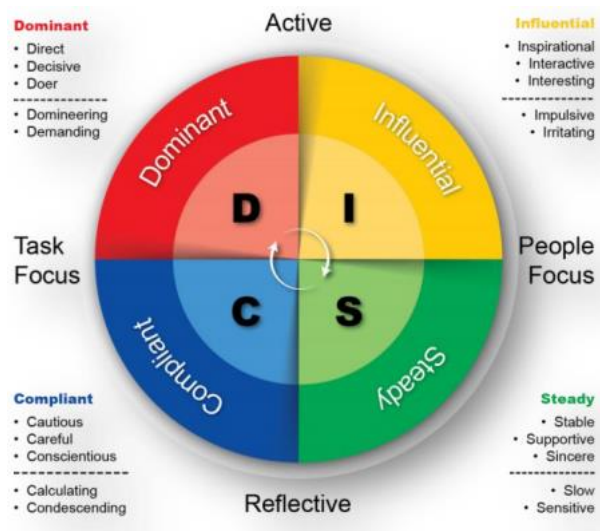 Dominant
• Direct
• Decisive
• Doer
• Domineering
• Demanding
Active
Influential
• Inspirational
• Interactive
• Interesting
• Impulsive
• Irritating
Dominant
Influential
D
I
Task
Focus
People
Focus
C
S
Compliant
Steady
Compliant
• Cautious
• Careful
• Conscientious
• Calculating
• Condescending
Reflective
Steady
• Stable
• Supportive
• Sincere
• Slow
• Sensitive